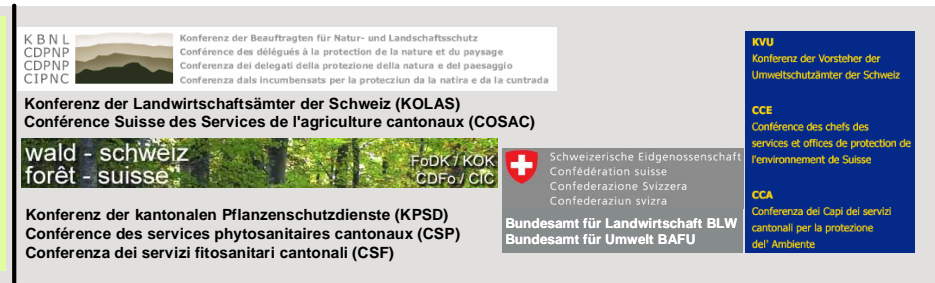 KBNL
CDPNP
CDPNP
CIPNC
Konferenz der Beauftragten für Natur- und Landschaftsschutz
Conférence des délégués à la protection de la nature et du paysage
Conferenza dei delegati della protezione della natura e del paesaggio
Conferenza dals incumbensats per la protecziun da la natira e da la cuntrada
Konferenz der Landwirtschaftsämter der Schweiz (KOLAS)
Conférence Suisse des Services de l'agriculture cantonaux (COSAC)
wald - schweiz
forêt - suisse
FoDK / KOK
CDFo / CIC
Konferenz der kantonalen Pflanzenschutzdienste (KPSD)
Conférence des services phytosanitaires cantonaux (CSP)
Conferenza dei servizi fitosanitari cantonali (CSF)
Schweizerische Eidgenossenschaft
Confédération suisse
Confederazione Svizzera
Confederaziun svizra
Bundesamt für Landwirtschaft BLW
Bundesamt für Umwelt BAFU
KVU
Konferenz der Vorsteher der
Umweltschutzämter der Schweiz
CCE
Conférence des chefs des
services et offices de protection de
l'environnement de Suisse
CCA
Conferenza dei Capi dei servizi
cantonali per la protezione
del' Ambiente